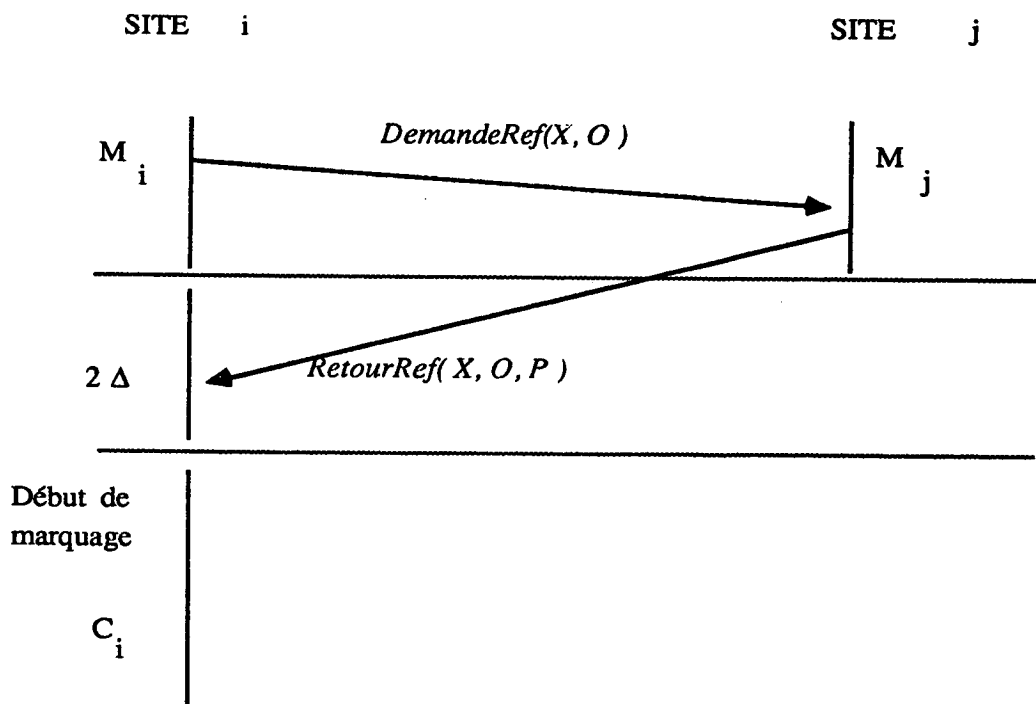 SITE i
SITE j
DemandeRef(X, O )
M i
M j
2 Δ
RetourRef( X, O, P )
Début de
marquage
C i